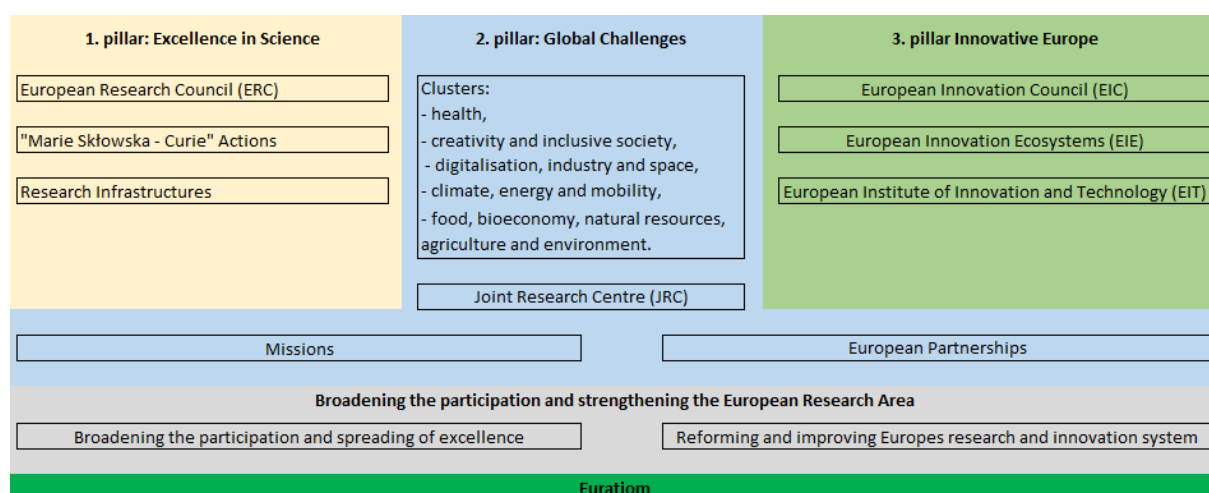 1. pillar: Excellence in Science
European Research Council (ERC)
"Marie Skłowska - Curie" Actions
Research Infrastructures
2. pillar: Global Challenges
Clusters:
- health,
- creativity and inclusive society,
- digitalisation, industry and space,
- climate, energy and mobility,
- food, bioeconomy, natural resources,
agriculture and environment.
Joint Research Centre (JRC)
3. pillar Innovative Europe
European Innovation Council (EIC)
European Innovation Ecosystems (EIE)
European Institute of Innovation and Technology (EIT)
Missions
European Partnerships
Broadening the participation and strengthening the European Research Area
Broadening the participation and spreading of excellence
Reforming and improving Europes research and innovation system
Euratiom